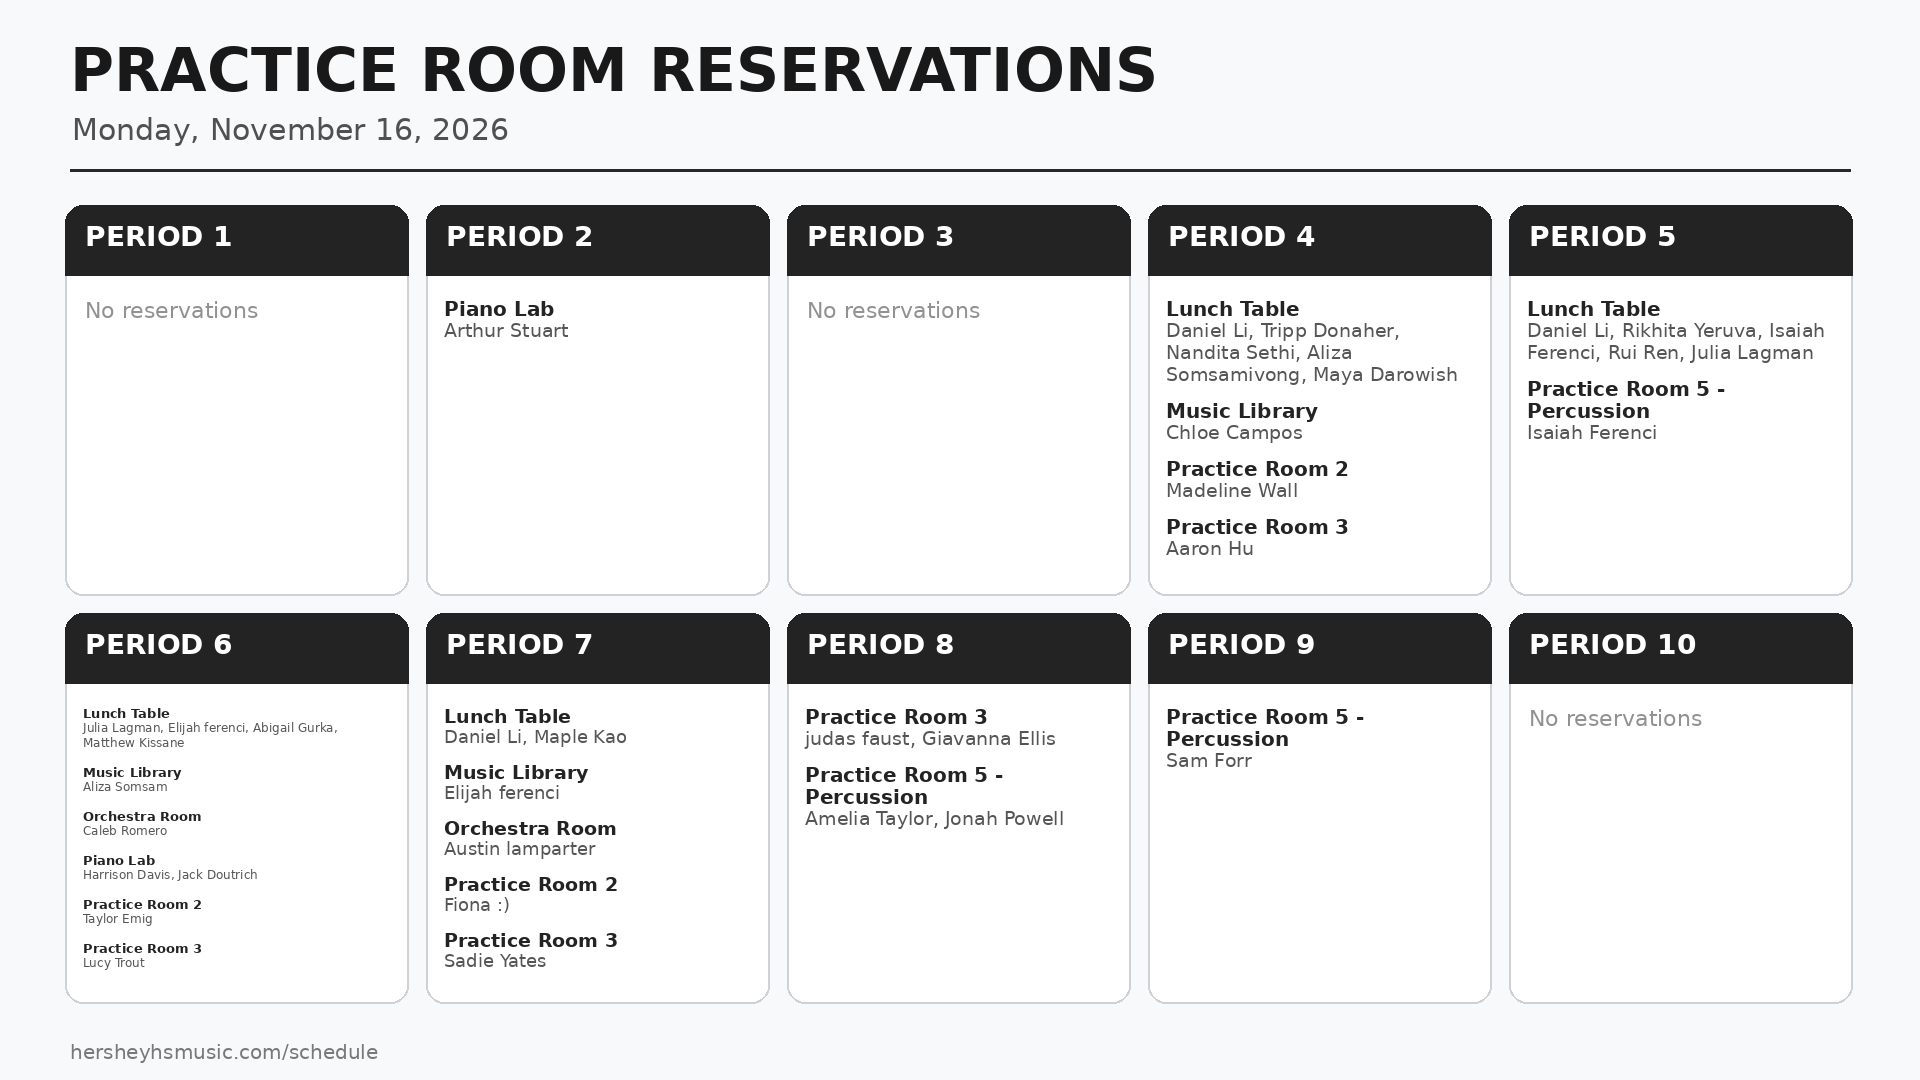 PRACTICE ROOM RESERVATIONS
Monday, November 16, 2026
PERIOD 1
No reservations
PERIOD 2
Piano Lab
Arthur Stuart
PERIOD 3
No reservations
PERIOD 4
Lunch Table
Daniel Li, Tripp Donaher,
Nandita Sethi, Aliza
Somsamivong, Maya Darowish
Music Library
Chloe Campos
Practice Room 2
Madeline Wall
Practice Room 3
Aaron Hu
PERIOD 5
Lunch Table
Daniel Li, Rikhita Yeruva, Isaiah
Ferenci, Rui Ren, Julia Lagman
Practice Room 5 -
Percussion
Isaiah Ferenci
PERIOD 6
Lunch Table
Julia Lagman, Elijah ferenci, Abigail Gurka,
Matthew Kissane
Music Library
Aliza Somsam
Orchestra Room
Caleb Romero
Piano Lab
Harrison Davis, Jack Doutrich
Practice Room 2
Taylor Emig
Practice Room 3
Lucy Trout
PERIOD 7
Lunch Table
Daniel Li, Maple Kao
Music Library
Elijah ferenci
Orchestra Room
Austin lamparter
Practice Room 2
Fiona :)
Practice Room 3
Sadie Yates
PERIOD 8
Practice Room 3
judas faust, Giavanna Ellis
Practice Room 5 -
Percussion
Amelia Taylor, Jonah Powell
PERIOD 9
Practice Room 5 -
Percussion
Sam Forr
PERIOD 10
No reservations
hersheyhsmusic.com/schedule